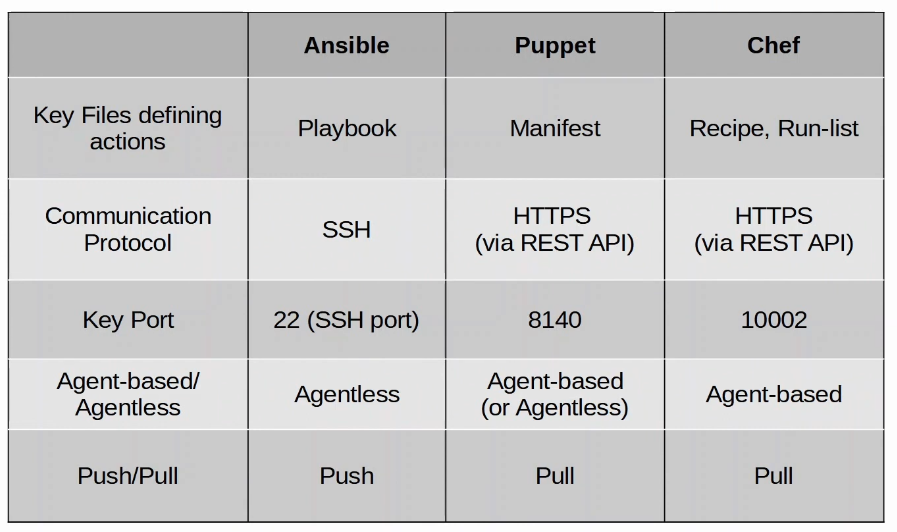 Ansible Puppet Chef
Key Files defining
actions
Playbook Manifest Recipe, Run-list
Communication
Protocol
SSH
HTTPS
(via REST API)
HTTPS
(via REST API)
Key Port 22 (SSH port) 8140 10002
Agent-based/
Agentless
Agentless
Agent-based
(or Agentless)
Agent-based
Push/Pull Push Pull Pull